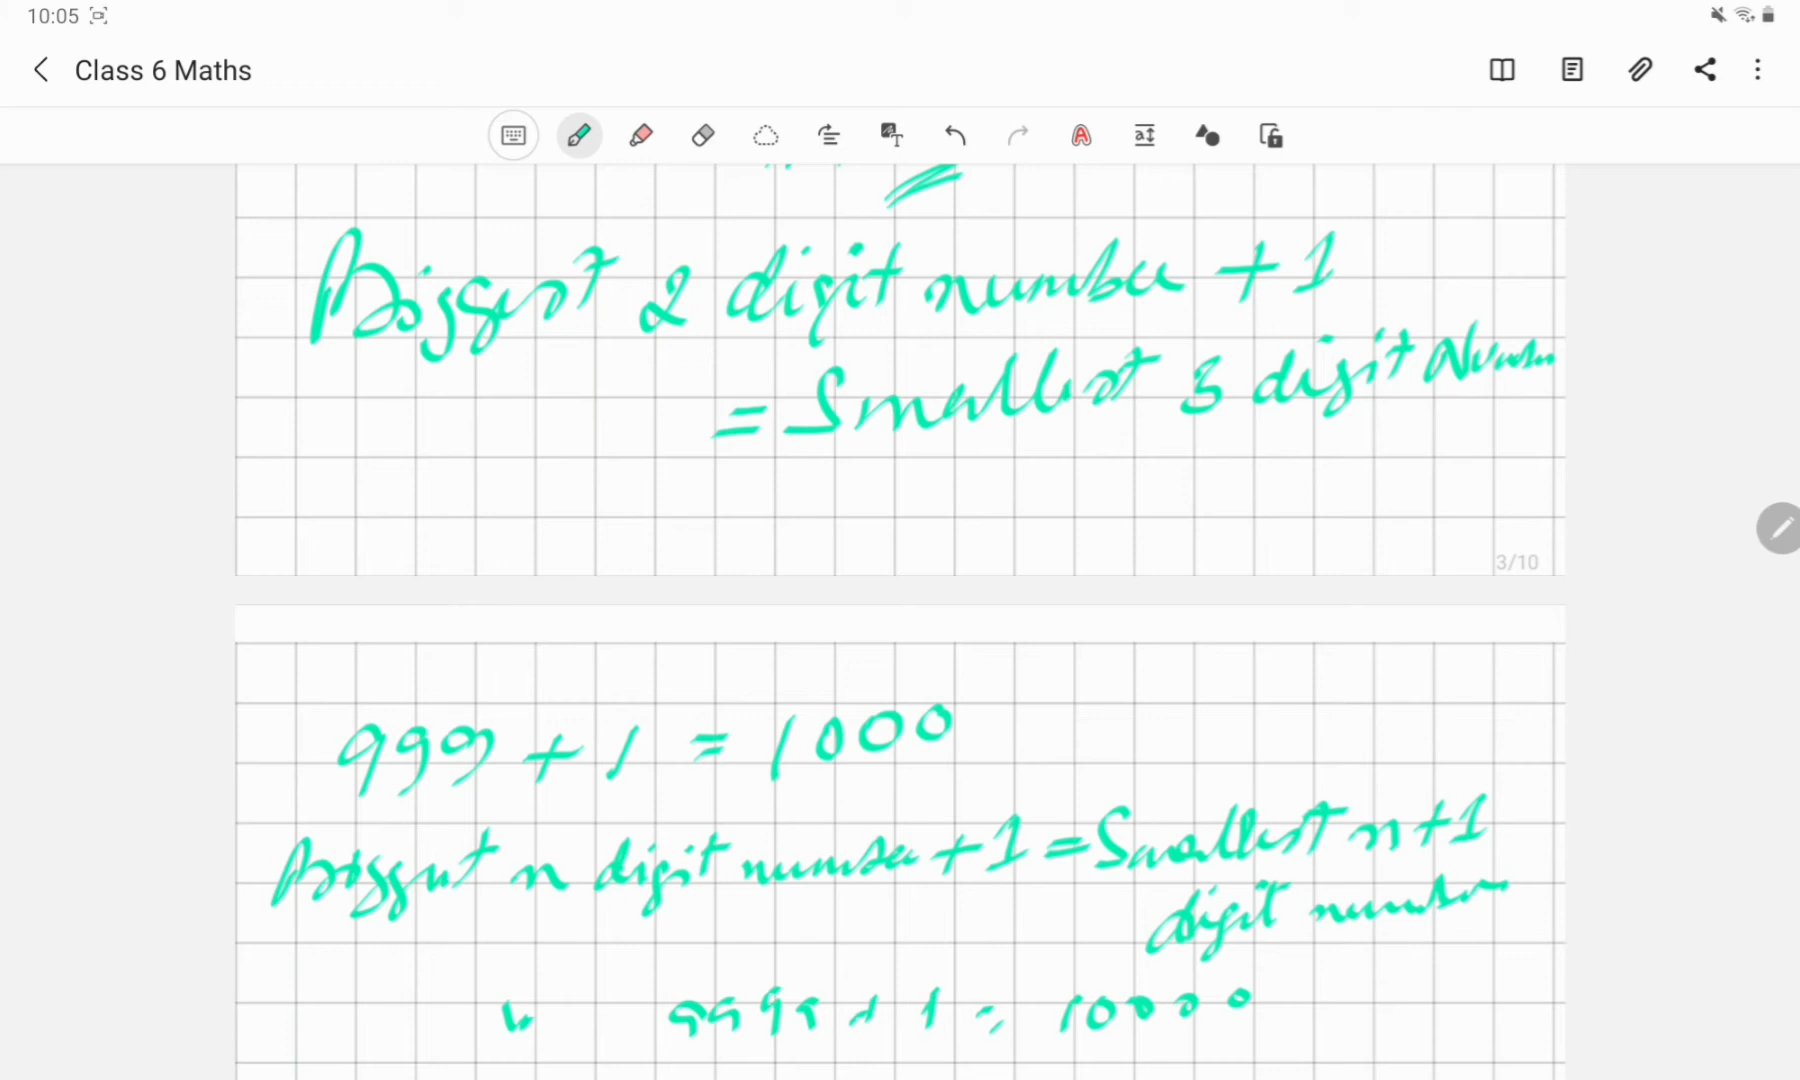 10:05
Class 6 Maths
Biggest 2 digit number + 1
= Smallest 3 digit Number
3/10
999 + 1 = 1000
Biggest n digit number + 1 = Smallest n+1
digit number
4 9999 + 1 = 10000